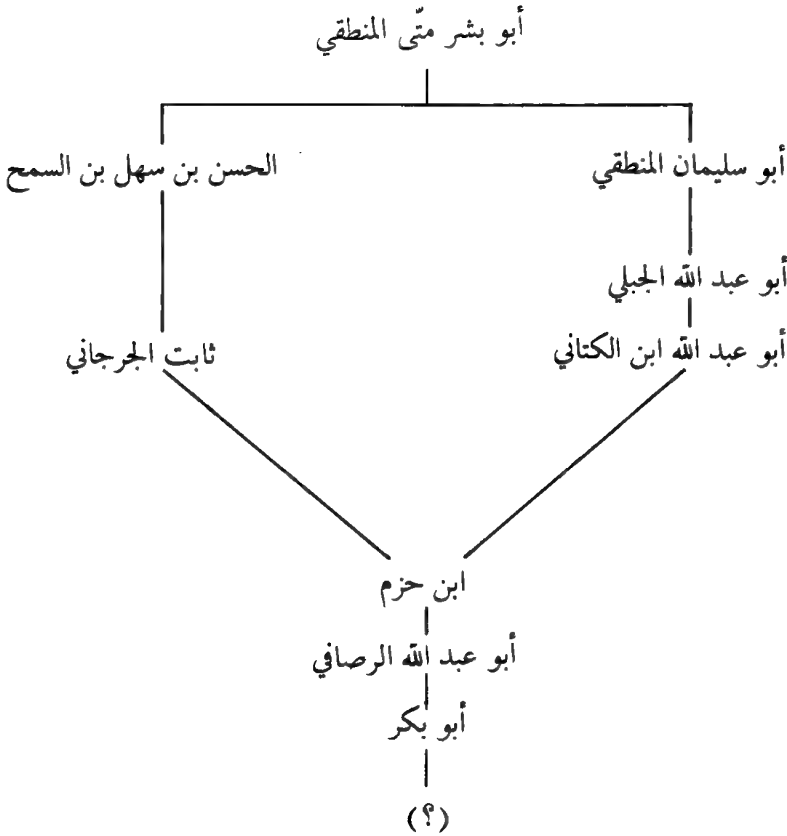 أبو بشر متّى المنطقي
أبو سليمان المنطقي
الحسن بن سهل بن السمح
أبو عبد الله الجبلي
أبو عبد الله ابن الكتاني
ثابت الجرجاني
ابن حزم
أبو عبد الله الرصافي
أبو بكر
(؟)